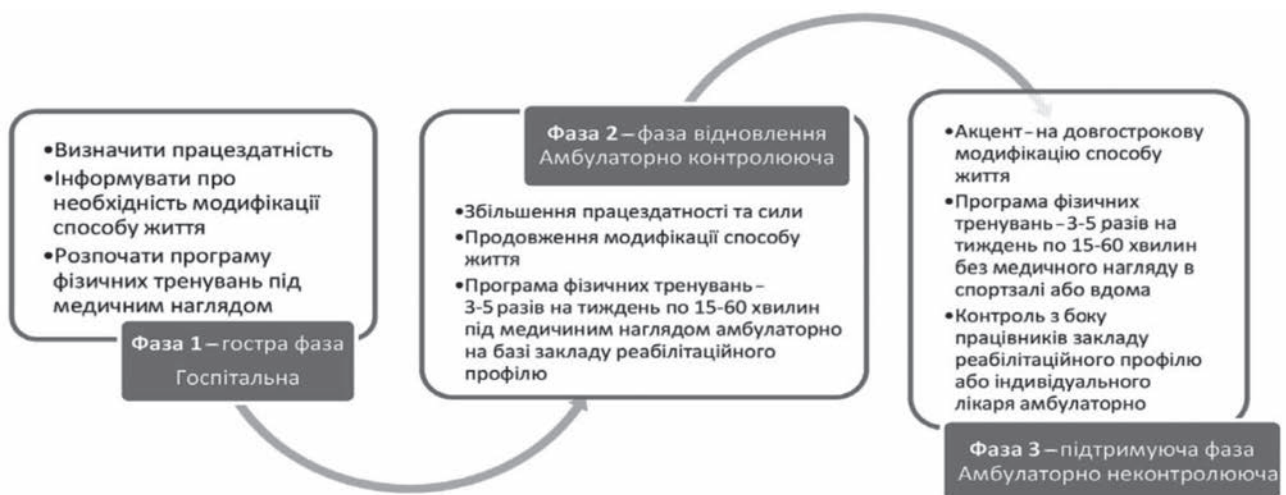 •Визначити працездатність
•Інформувати про
необхідність модифікації
способу життя
•Розпочати програму
фізичних тренувань під
медичним наглядом
Фаза 1–гостра фаза
Госпітальна
Фаза 2–фаза відновлення
Амбулаторно контролююча
•Збільшення працездатності та сили
•Продовження модифікації способу
життя
•Програма фізичних тренувань–
3-5 разів на тиждень по 15-60 хвилин
під медичиним наглядом амбулаторно
на базі закладу реабілітаційного
профілю
•Акцент–на довгострокову
модифікацію способу
життя
•Програма фізичних
тренувань–3-5 разів на
тиждень по 15-60 хвилин
без медичного нагляду в
спортзалі або вдома
•Контроль з боку
працівників закладу
реабілітаційного профілю
або індивідуального
лікаря амбулаторно
Фаза 3–підтримуюча фаза
Амбулаторно неконтролююча